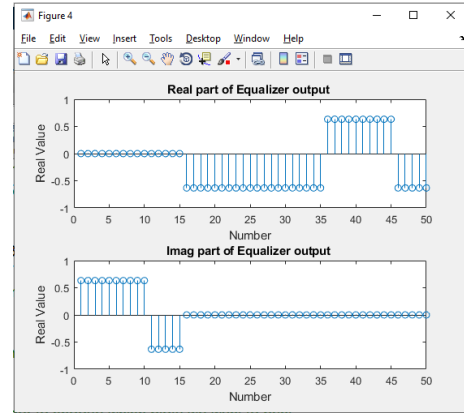 Figure 4
File Edit View Insert Tools Desktop Window Help
Real part of Equalizer output
1
0.5
0
-0.5
-1
Real Value
0 5 10 15 20 25 30 35 40 45 50
Number
Imag part of Equalizer output
1
0.5
0
-0.5
-1
Real Value
0 5 10 15 20 25 30 35 40 45 50
Number